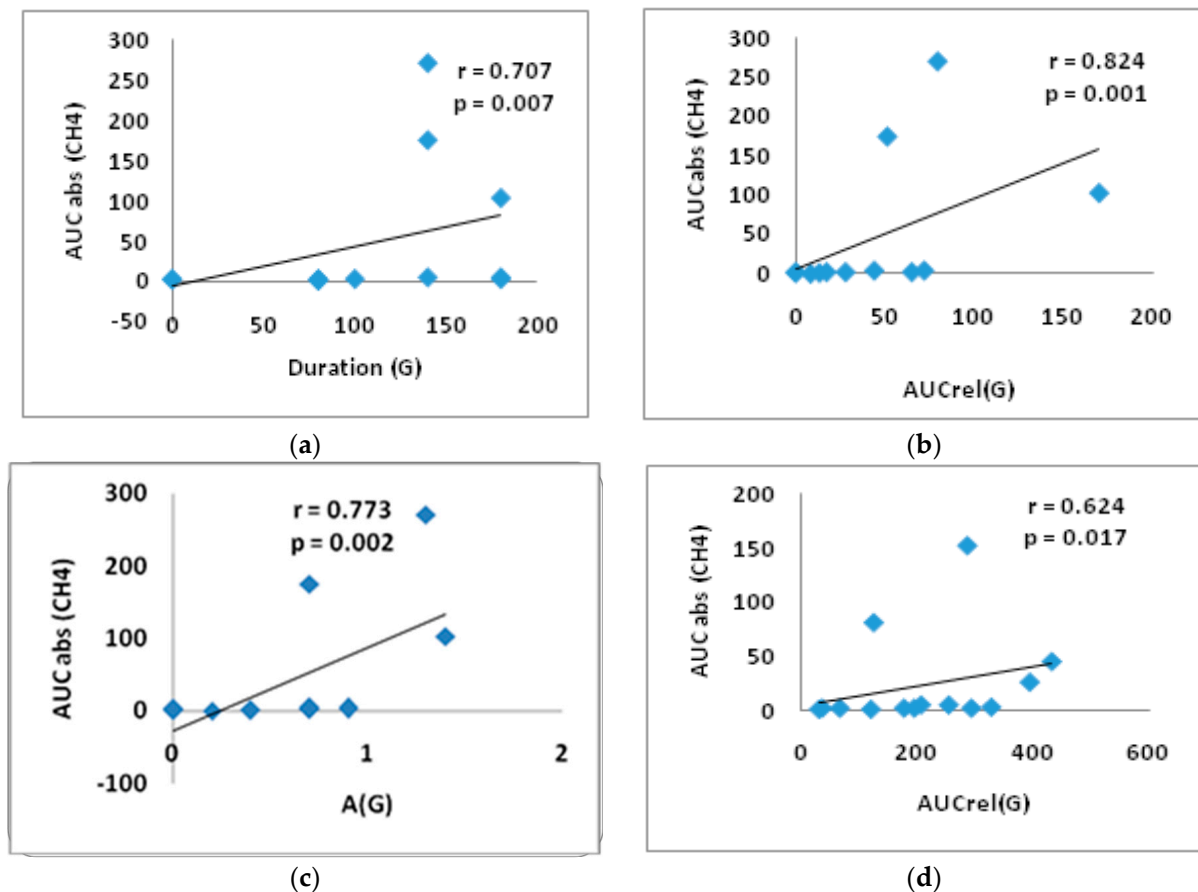 300
250
200
150
100
50
0
-50
AUC abs (CH4)
r = 0.707
p = 0.007
0 50 100 150 200
Duration (G)
(a)
300
250
200
150
100
50
0
AUCabs (CH4)
r = 0.824
p = 0.001
0 50 100 150 200
AUCrel(G)
(b)
300
200
100
0
-100
AUC abs (CH4)
r = 0.773
p = 0.002
0 1 2
A(G)
(c)
200
150
100
50
0
AUC abs (CH4)
r = 0.624
p = 0.017
0 200 400 600
AUCrel(G)
(d)